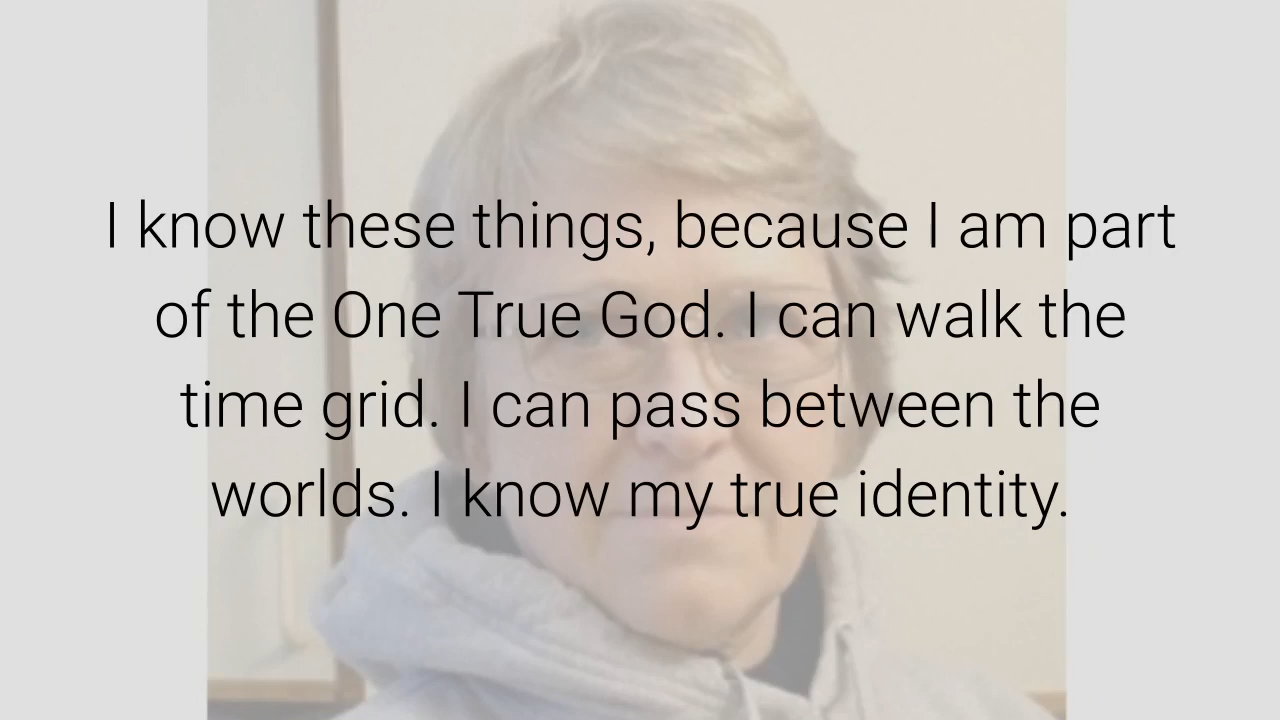 I know these things, because I am part
of the One True God. I can walk the
time grid. I can pass between the
worlds. I know my true identity.